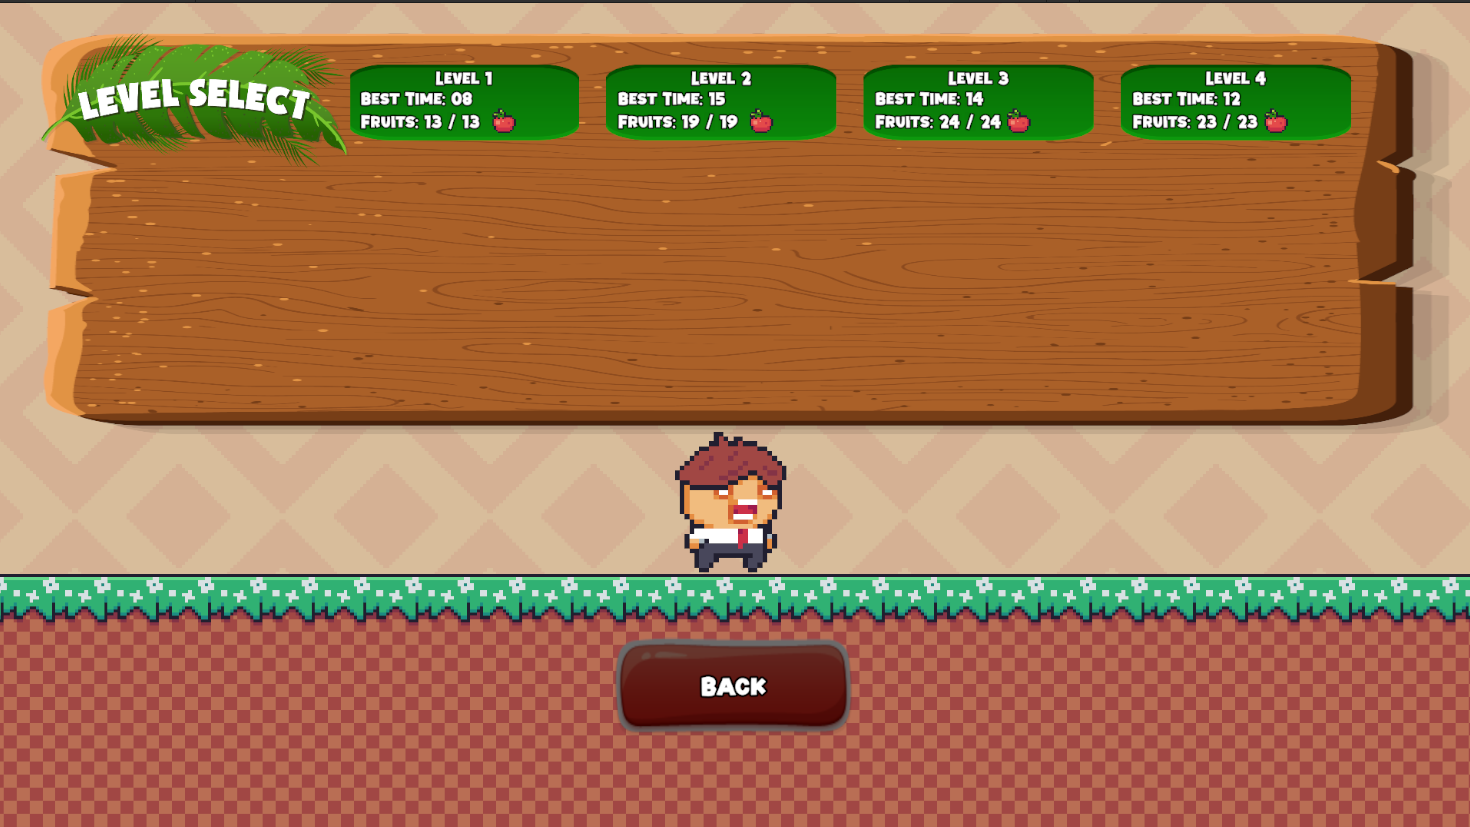 LEVEL SELECT
LEVEL 1
BEST TIME: 08
FRUITS: 13 / 13
LEVEL 2
BEST TIME: 15
FRUITS: 19 / 19
LEVEL 3
BEST TIME: 14
FRUITS: 24 / 24
LEVEL 4
BEST TIME: 12
FRUITS: 23 / 23
BACK